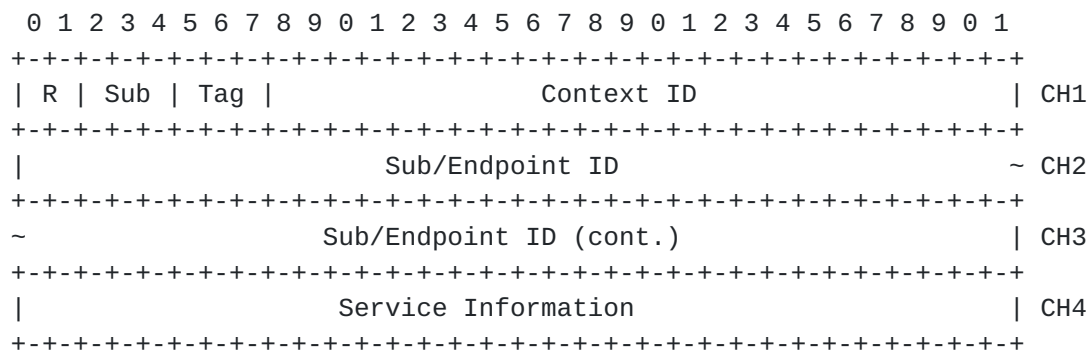 0 1 2 3 4 5 6 7 8 9 0 1 2 3 4 5 6 7 8 9 0 1 2 3 4 5 6 7 8 9 0 1
+-+-+-+-+-+-+-+-+-+-+-+-+-+-+-+-+-+-+-+-+-+-+-+-+-+-+-+-+-+-+-+-+
| R | Sub | Tag |                 Context ID                    | CH1
+-+-+-+-+-+-+-+-+-+-+-+-+-+-+-+-+-+-+-+-+-+-+-+-+-+-+-+-+-+-+-+-+
|                       Sub/Endpoint ID                         ~ CH2
+-+-+-+-+-+-+-+-+-+-+-+-+-+-+-+-+-+-+-+-+-+-+-+-+-+-+-+-+-+-+-+-+
~                   Sub/Endpoint ID (cont.)                     | CH3
+-+-+-+-+-+-+-+-+-+-+-+-+-+-+-+-+-+-+-+-+-+-+-+-+-+-+-+-+-+-+-+-+
|                    Service Information                        | CH4
+-+-+-+-+-+-+-+-+-+-+-+-+-+-+-+-+-+-+-+-+-+-+-+-+-+-+-+-+-+-+-+-+